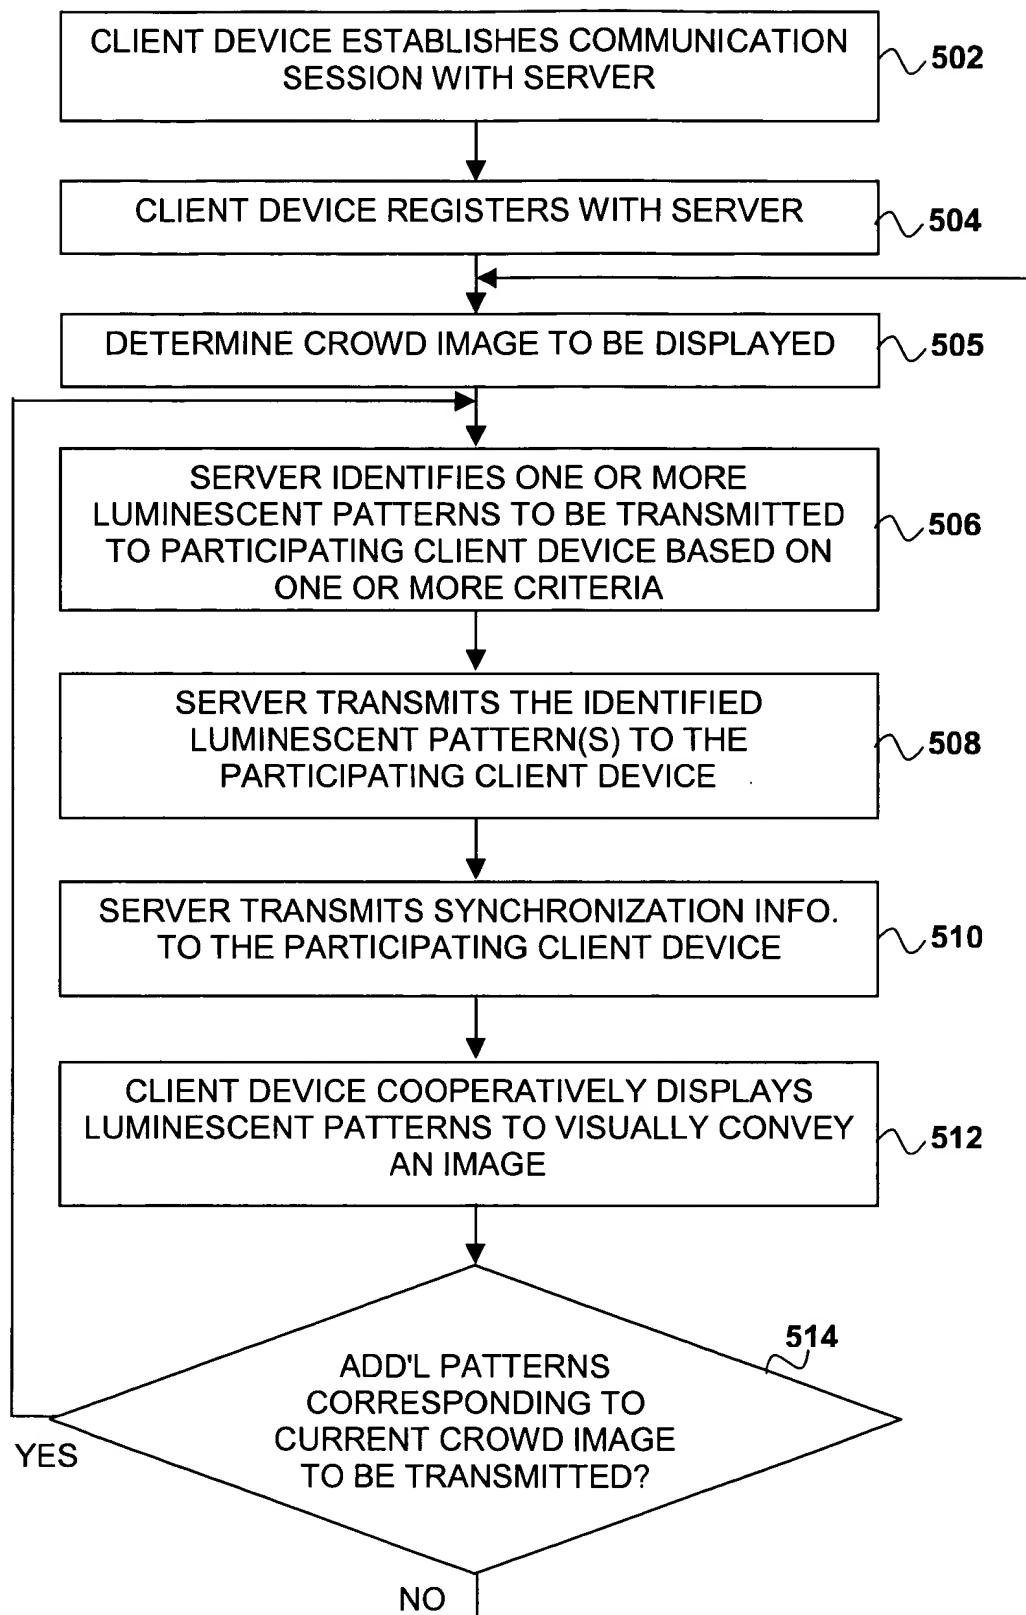 CLIENT DEVICE ESTABLISHES COMMUNICATION
SESSION WITH SERVER
502
CLIENT DEVICE REGISTERS WITH SERVER
504
DETERMINE CROWD IMAGE TO BE DISPLAYED
505
SERVER IDENTIFIES ONE OR MORE
LUMINESCENT PATTERNS TO BE TRANSMITTED
TO PARTICIPATING CLIENT DEVICE BASED ON
ONE OR MORE CRITERIA
506
SERVER TRANSMITS THE IDENTIFIED
LUMINESCENT PATTERN(S) TO THE
PARTICIPATING CLIENT DEVICE
508
SERVER TRANSMITS SYNCHRONIZATION INFO.
TO THE PARTICIPATING CLIENT DEVICE
510
CLIENT DEVICE COOPERATIVELY DISPLAYS
LUMINESCENT PATTERNS TO VISUALLY CONVEY
AN IMAGE
512
514
ADD'L PATTERNS
CORRESPONDING TO
CURRENT CROWD IMAGE
TO BE TRANSMITTED?
YES
NO